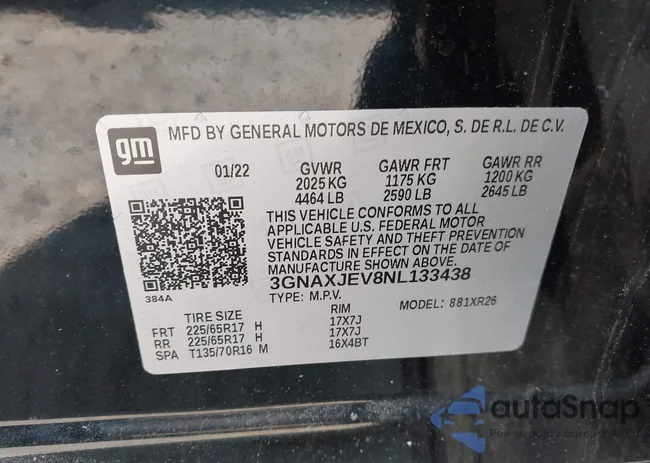 gm
MFD BY GENERAL MOTORS DE MEXICO, S. DE R.L. DE C.V.
01/22 GVWR GAWR FRT GAWR RR
2025 KG 1175 KG 1200 KG
4464 LB 2590 LB 2645 LB
THIS VEHICLE CONFORMS TO ALL
APPLICABLE U.S. FEDERAL MOTOR
VEHICLE SAFETY AND THEFT PREVENTION
STANDARDS IN EFFECT ON THE DATE OF
MANUFACTURE SHOWN ABOVE.
384A
3GNAXJEV8NL133438
TYPE: M.P.V. MODEL: 881XR26
TIRE SIZE RIM
FRT 225/65R17 H 17X7J
RR 225/65R17 H 17X7J
SPA T135/70R16 M 16X4BT
autoSnap